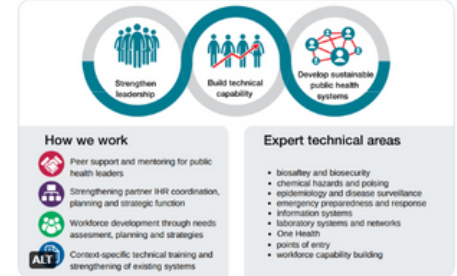 Strengthen
leadership
Build technical
capability
Develop sustainable
public health
systems
How we work
Peer support and mentoring for public
health leaders
Strengthening partner IHR coordination,
planning and strategic function
Workforce development through needs
assesment, planning and strategies
Context-specific technical training and
strengthening of existing systems
ALT
Expert technical areas
• biosaftey and biosecurity
• chemical hazards and poising
• epidemiology and disease surveillance
• emergency preparedness and response
• information systems
• laboratory systems and networks
• One Health
• points of entry
• workforce capability building